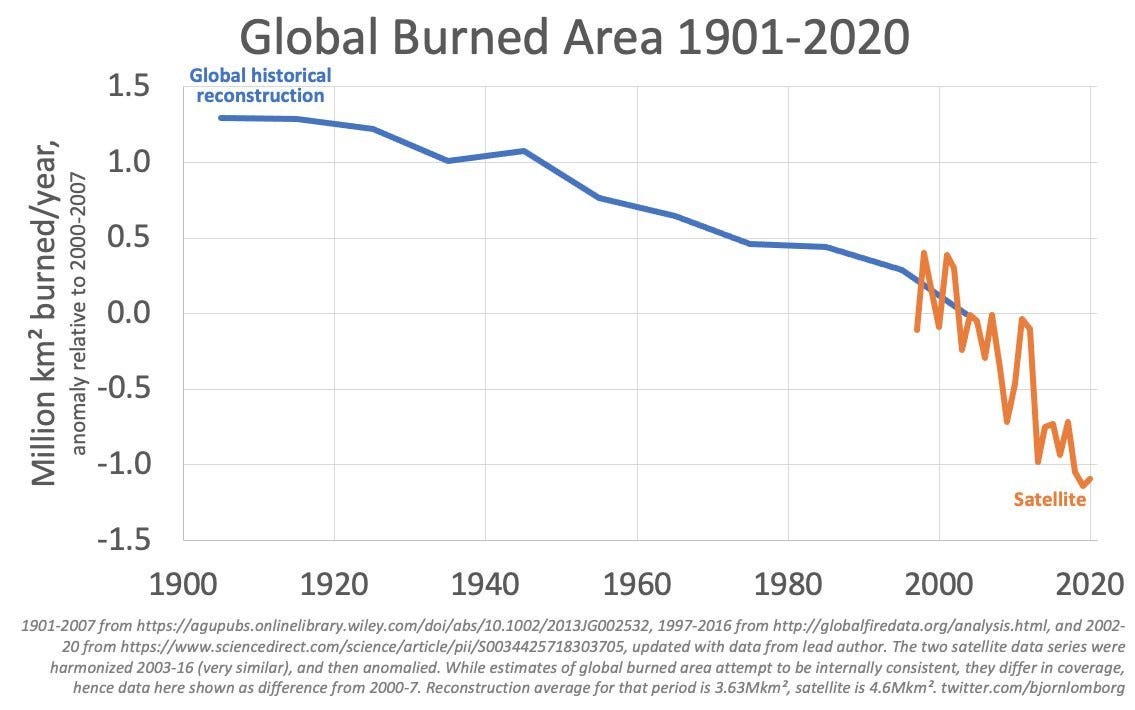 Global Burned Area 1901-2020
Global historical
reconstruction
Million km² burned/year,
anomaly relative to 2000-2007
1.5
1.0
0.5
0.0
-0.5
-1.0
-1.5
Satellite
1900
1920
1940
1960
1980
2000
2020
1901-2007 from https://agupubs.onlinelibrary.wiley.com/doi/abs/10.1002/2013JG002532, 1997-2016 from http://globalfiredata.org/analysis.html, and 2002-
20 from https://www.sciencedirect.com/science/article/pii/S0034425718303705, updated with data from lead author. The two satellite data series were
harmonized 2003-16 (very similar), and then anomalied. While estimates of global burned area attempt to be internally consistent, they differ in coverage,
hence data here shown as difference from 2000-7. Reconstruction average for that period is 3.63Mkm², satellite is 4.6Mkm². twitter.com/bjornlomborg